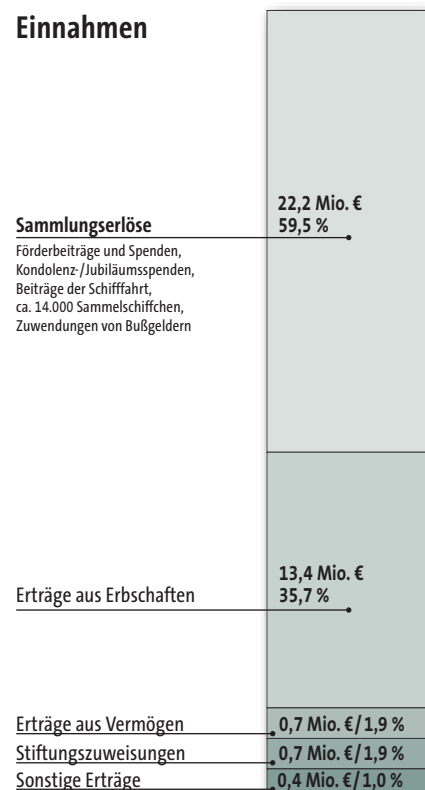 Einnahmen
22,2 Mio. €
Sammlungserlöse 59,5 %
Förderbeiträge und Spenden,
Kondolenz-/Jubiläumsspenden,
Beiträge der Schifffahrt,
ca. 14.000 Sammelschiffchen,
Zuwendungen von Bußgeldern
13,4 Mio. €
Erträge aus Erbschaften 35,7 %
Erträge aus Vermögen 0,7 Mio. €/1,9 %
Stiftungszuweisungen 0,7 Mio. €/1,9 %
Sonstige Erträge 0,4 Mio. €/1,0 %